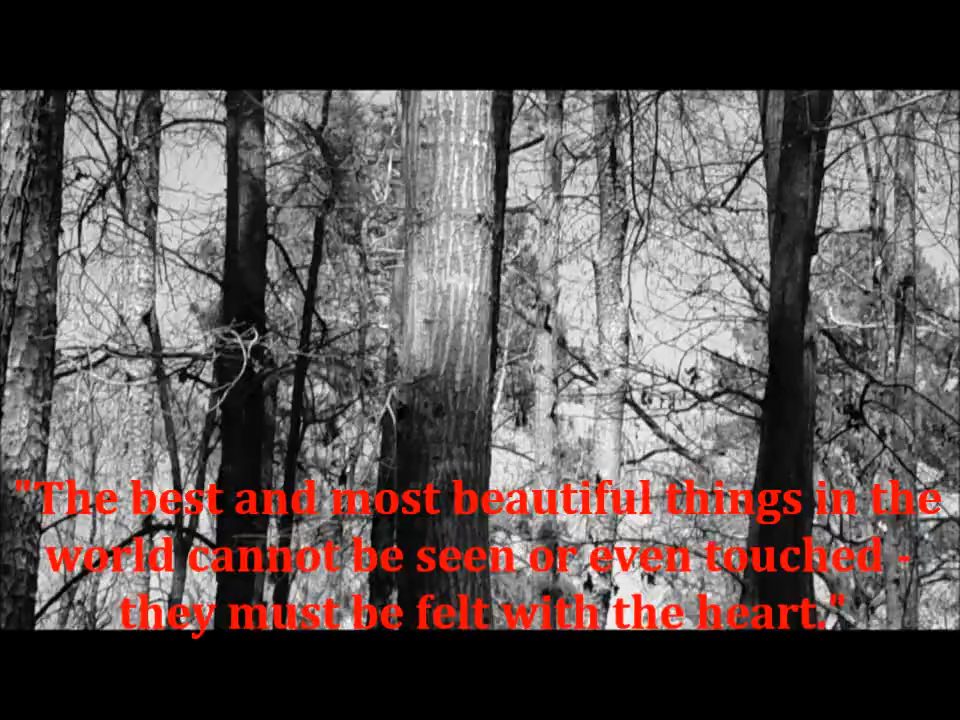 "The best and most beautiful things in the
world cannot be seen or even touched -
they must be felt with the heart."